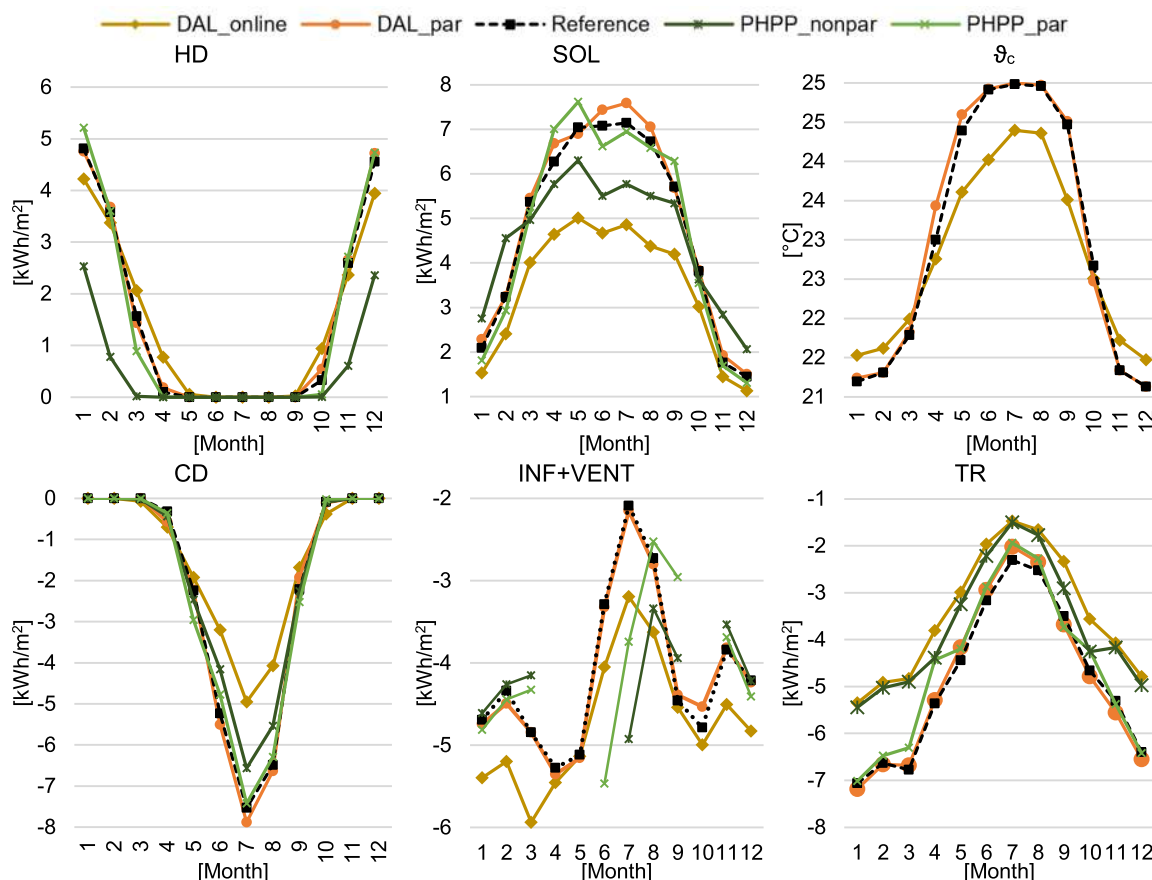 DAL_online DAL_par Reference PHPP_nonpar PHPP_par
HD SOL ϑc
6
5
4
3
2
1
0
[kWh/m²]
1 2 3 4 5 6 7 8 9 10 11 12
[Month]
8
7
6
5
4
3
2
1
[kWh/m²]
1 2 3 4 5 6 7 8 9 10 11 12
[Month]
25
25
24
24
23
23
22
22
21
[°C]
1 2 3 4 5 6 7 8 9 10 11 12
[Month]
CD INF+VENT TR
0
-1
-2
-3
-4
-5
-6
-7
-8
[kWh/m²]
1 2 3 4 5 6 7 8 9 10 11 12
[Month]
-2
-3
-4
-5
-6
[kWh/m²]
1 2 3 4 5 6 7 8 9 10 11 12
[Month]
-1
-2
-3
-4
-5
-6
-7
-8
[kWh/m²]
1 2 3 4 5 6 7 8 9 10 11 12
[Month]